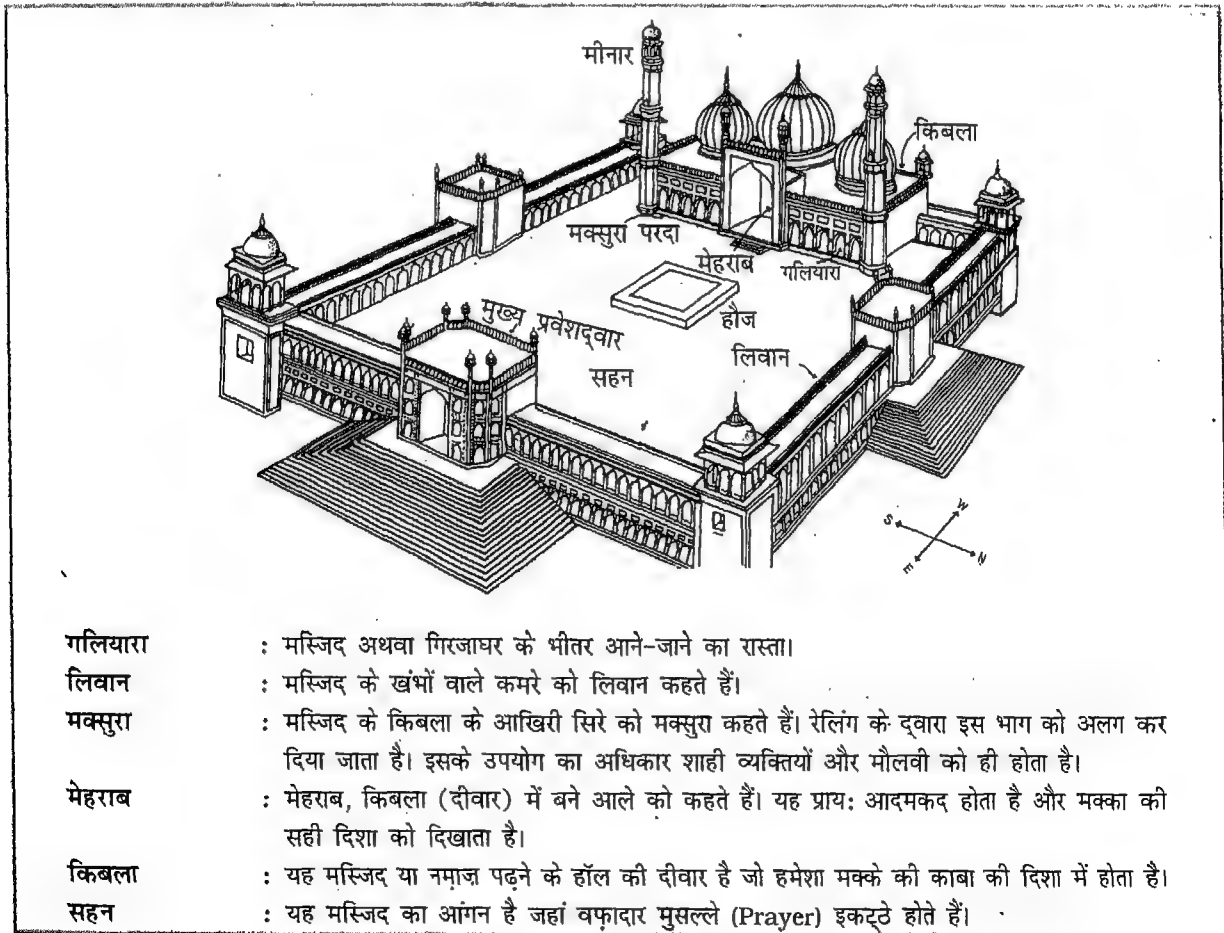 मीनार
किबला
मक्सुरा परदा
मेहराब
गलियारा
मुख्य प्रवेशद्वार
हौज
लिवान
सहन
W
S
N
E
गलियारा : मस्जिद अथवा गिरजाघर के भीतर आने-जाने का रास्ता।
लिवान : मस्जिद के खंभों वाले कमरे को लिवान कहते हैं।
मक्सुरा : मस्जिद के किबला के आखिरी सिरे को मक्सुरा कहते हैं। रेलिंग के द्वारा इस भाग को अलग कर
दिया जाता है। इसके उपयोग का अधिकार शाही व्यक्तियों और मौलवी को ही होता है।
मेहराब : मेहराब, किबला (दीवार) में बने आले को कहते हैं। यह प्राय: आदमकद होता है और मक्का की
सही दिशा को दिखाता है।
किबला : यह मस्जिद या नमाज़ पढ़ने के हॉल की दीवार है जो हमेशा मक्के की काबा की दिशा में होता है।
सहन : यह मस्जिद का आंगन है जहां वफ़ादार मुसल्ले (Prayer) इकट्ठे होते हैं।